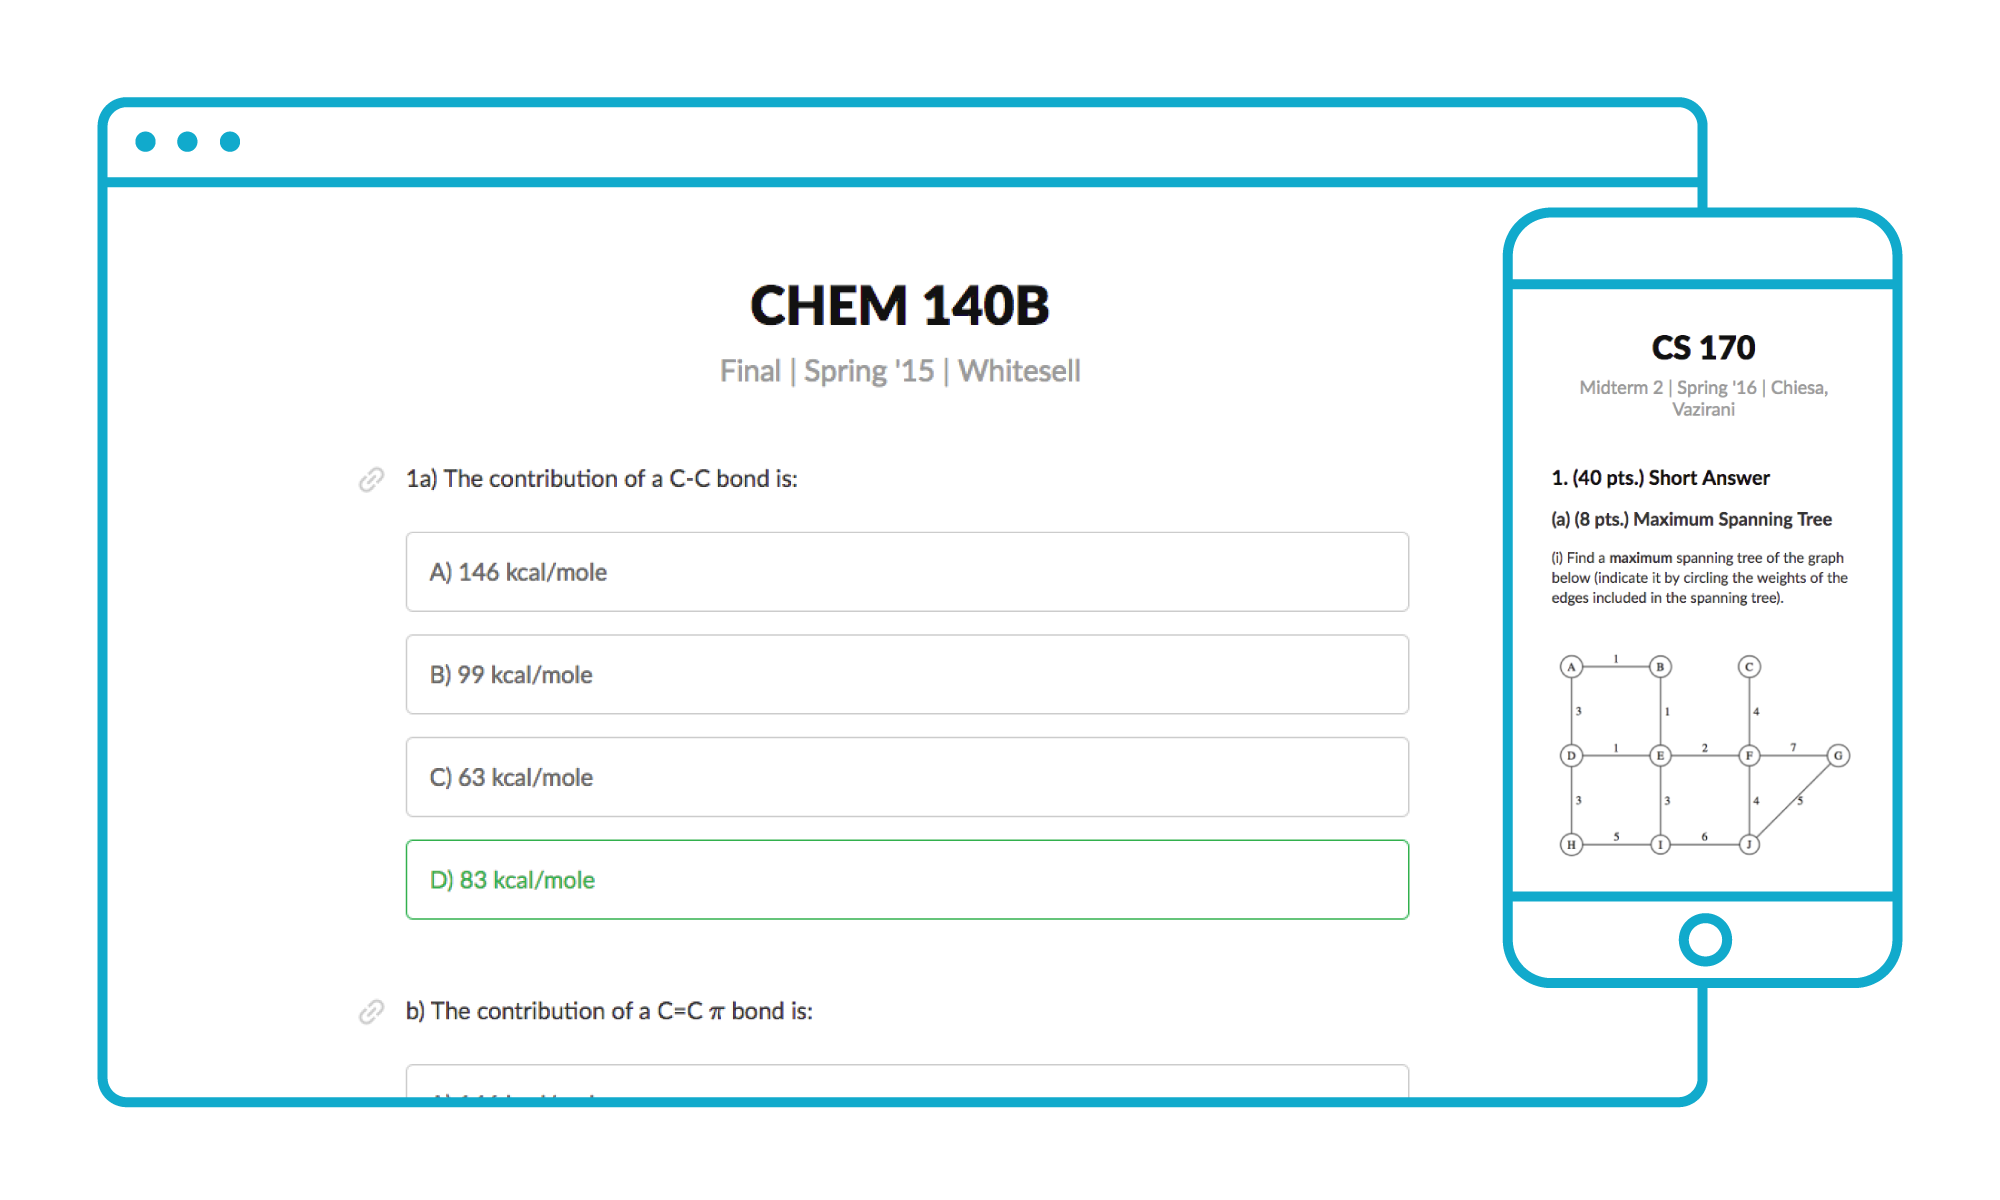 CHEM 140B
Final | Spring '15 | Whitesell
1a) The contribution of a C-C bond is:
A) 146 kcal/mole
B) 99 kcal/mole
C) 63 kcal/mole
D) 83 kcal/mole
b) The contribution of a C=C π bond is:
CS 170
Midterm 2 | Spring '16 | Chiesa,
Vazirani
1. (40 pts.) Short Answer
(a) (8 pts.) Maximum Spanning Tree
(i) Find a maximum spanning tree of the graph
below (indicate it by circling the weights of the
edges included in the spanning tree).
A 1 B C
3 1 4
D 1 E 2 F 7 G
3 3 4 5
H 5 I 6 J